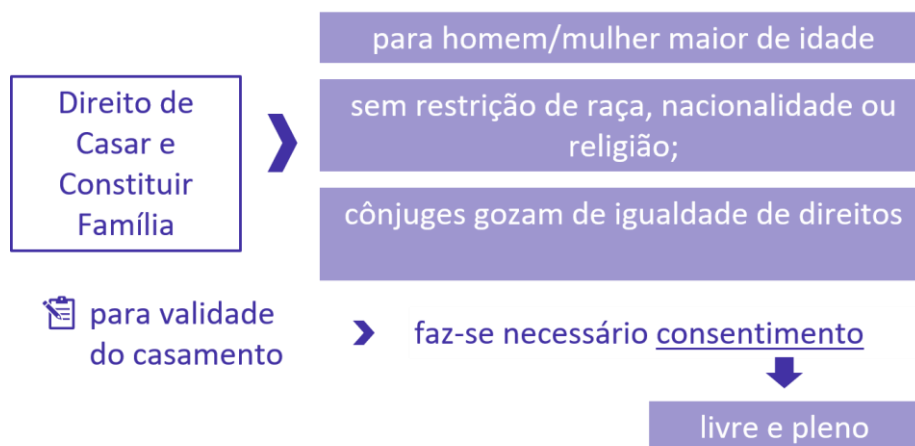 Direito de
Casar e
Constituir
Família
para homem/mulher maior de idade
sem restrição de raça, nacionalidade ou
religião;
cônjuges gozam de igualdade de direitos
para validade
do casamento
faz-se necessário consentimento
livre e pleno